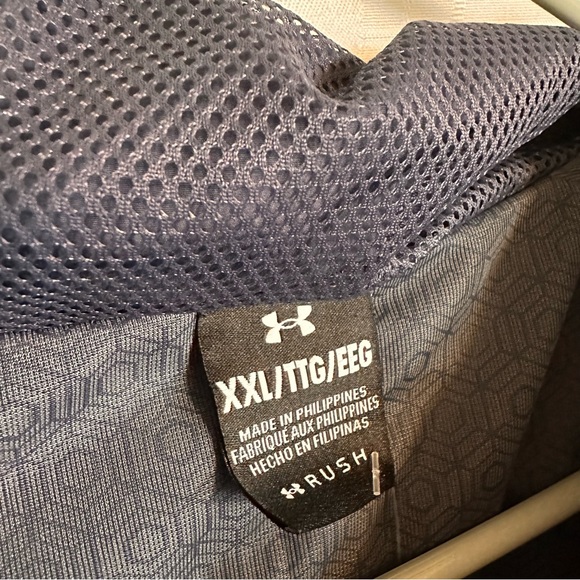 XXL/TTG/EEG
MADE IN PHILIPPINES
FABRIQUÉ AUX PHILIPPINES
HECHO EN FILIPINAS
RUSH